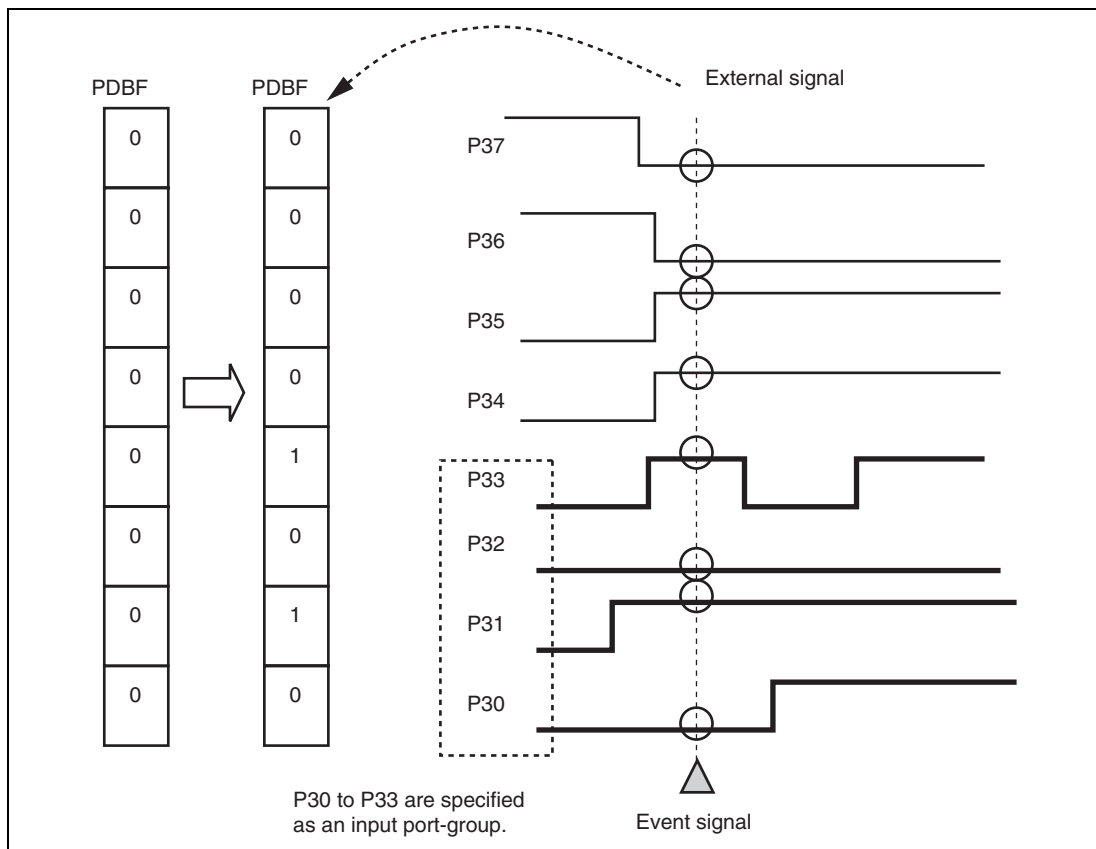 External signal
PDBF PDBF
0 0 P37
0 0 P36
0 0 P35
0 0 P34
0 1 P33
0 0 P32
0 1 P31
0 0 P30
P30 to P33 are specified
as an input port-group.
Event signal